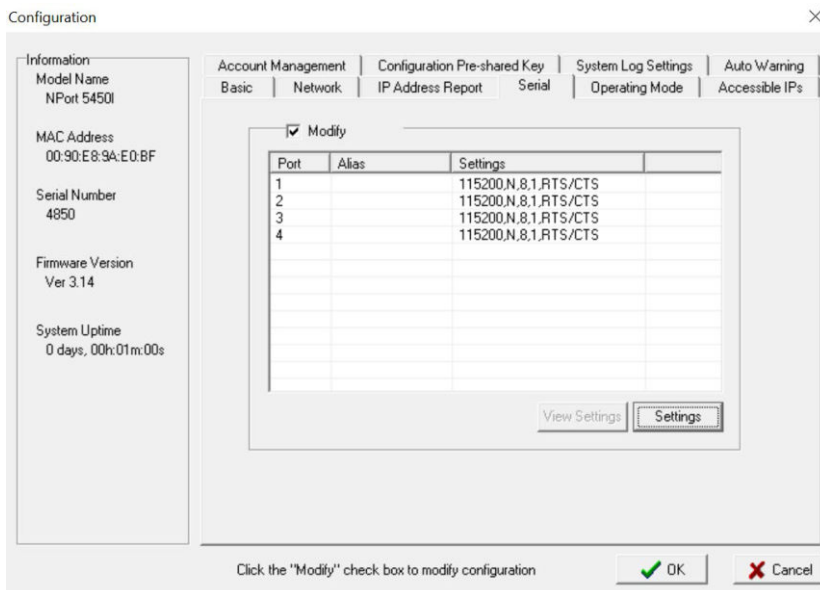 Configuration
Information
Model Name
NPort 5450I
MAC Address
00:90:E8:9A:E0:BF
Serial Number
4850
Firmware Version
Ver 3.14
System Uptime
0 days, 00h:01m:00s
Account Management Configuration Pre-shared Key System Log Settings Auto Warning
Basic Network IP Address Report Serial Operating Mode Accessible IPs
Modify
Port Alias Settings
1 115200,N,8,1,RTS/CTS
2 115200,N,8,1,RTS/CTS
3 115200,N,8,1,RTS/CTS
4 115200,N,8,1,RTS/CTS
View Settings Settings
Click the "Modify" check box to modify configuration
OK Cancel